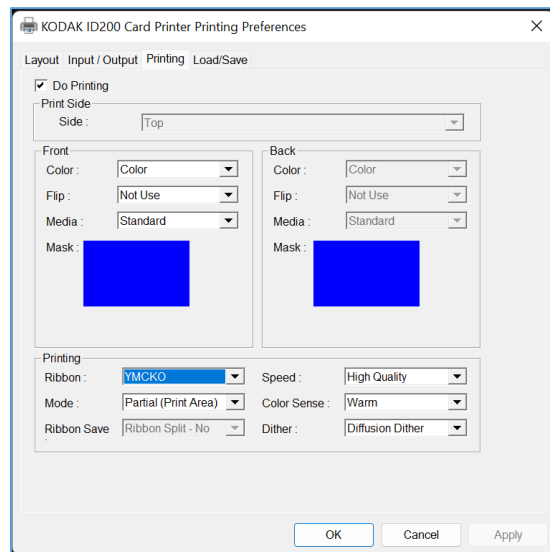 KODAK ID200 Card Printer Printing Preferences
Layout Input / Output Printing Load/Save
Do Printing
Print Side
Side : Top
Front
Color : Color
Flip : Not Use
Media : Standard
Mask :
Back
Color : Color
Flip : Not Use
Media : Standard
Mask :
Printing
Ribbon : YMCKO Speed : High Quality
Mode : Partial (Print Area) Color Sense : Warm
Ribbon Save : Ribbon Split - No Dither : Diffusion Dither
OK Cancel Apply